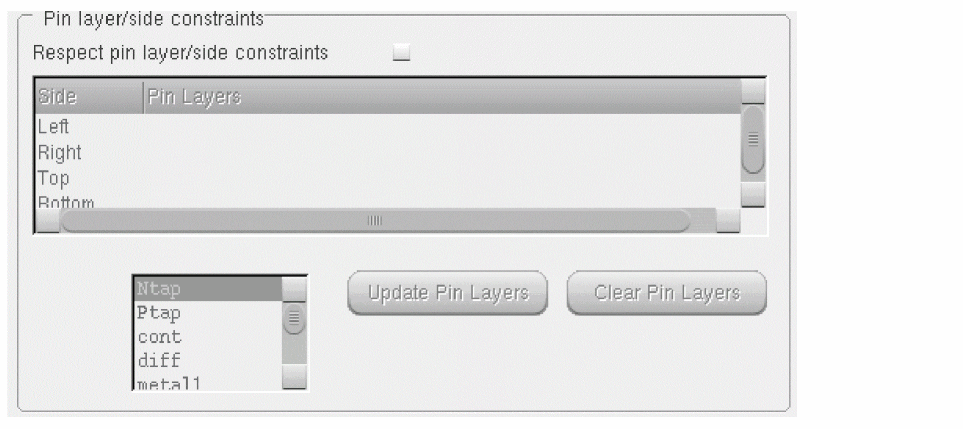 Pin layer/side constraints
Respect pin layer/side constraints
Side Pin Layers
Left
Right
Top
Bottom
Ntap
Ptap
cont
diff
metal1
Update Pin Layers Clear Pin Layers